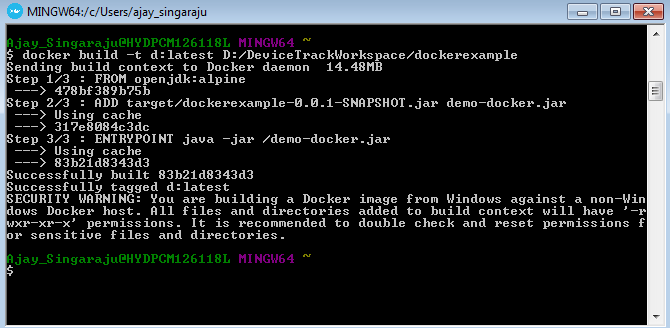 MINGW64:/c/Users/ajay_singaraju
Ajay_Singaraju@HYDPCM126118L MINGW64 ~
$ docker build -t d:latest D:/DeviceTrackWorkspace/dockerexample
Sending build context to Docker daemon  14.48MB
Step 1/3 : FROM openjdk:alpine
 ---> 478bf389b75b
Step 2/3 : ADD target/dockerexample-0.0.1-SNAPSHOT.jar demo-docker.jar
 ---> Using cache
 ---> 317e8084c3dc
Step 3/3 : ENTRYPOINT java -jar /demo-docker.jar
 ---> Using cache
 ---> 83b21d8343d3
Successfully built 83b21d8343d3
Successfully tagged d:latest
SECURITY WARNING: You are building a Docker image from Windows against a non-Win
dows Docker host. All files and directories added to build context will have '-r
wxr-xr-x' permissions. It is recommended to double check and reset permissions f
or sensitive files and directories.
Ajay_Singaraju@HYDPCM126118L MINGW64 ~
$